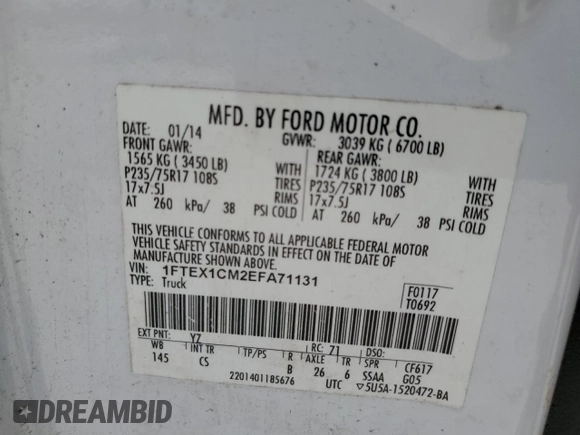 MFD. BY FORD MOTOR CO.
DATE: 01/14 GVWR: 3039 KG ( 6700 LB)
FRONT GAWR: REAR GAWR:
1565 KG ( 3450 LB) WITH 1724 KG ( 3800 LB) WITH
P235/75R17 108S TIRES P235/75R17 108S TIRES
17x7.5J RIMS 17x7.5J RIMS
AT 260 kPa/ 38 PSI COLD AT 260 kPa/ 38 PSI COLD
THIS VEHICLE CONFORMS TO ALL APPLICABLE FEDERAL MOTOR
VEHICLE SAFETY STANDARDS IN EFFECT ON THE DATE OF
MANUFACTURE SHOWN ABOVE.
VIN: 1FTEX1CM2EFA71131
TYPE: Truck
F0117
T0692
EXT PNT: YZ RC: 71 DSO:
WB INT TR TP/PS R AXLE TR SPR CF617
145 CS B 26 6 SSAA G05
2201401185676 UTC ▽5U5A-1520472-BA
DREAMBID